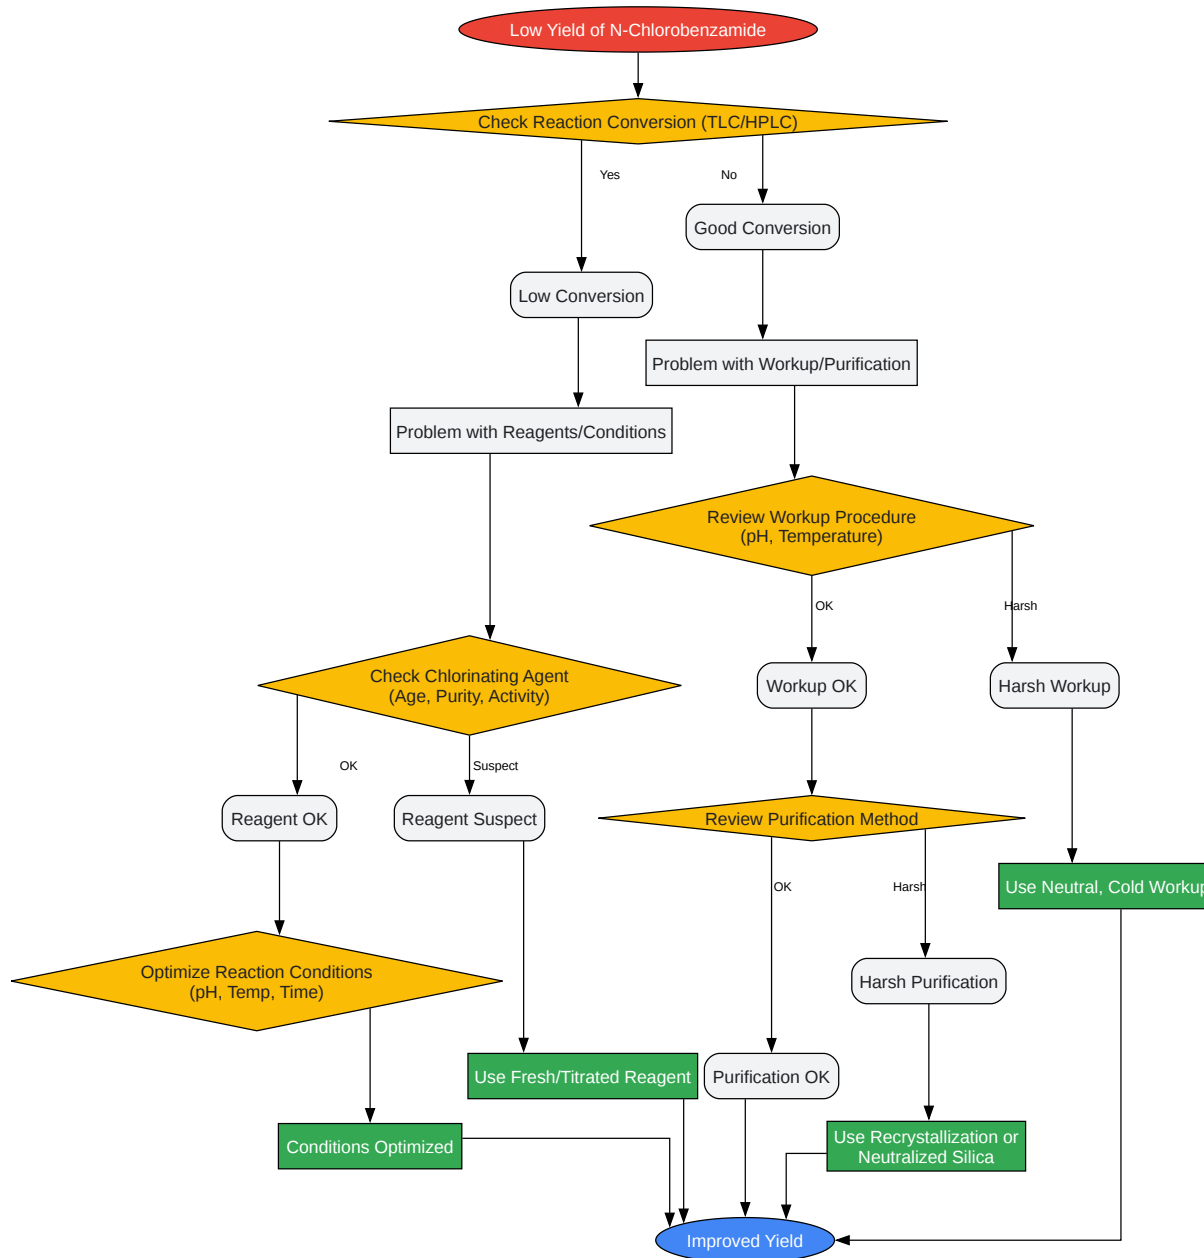 Low Yield of N-Chlorobenzamide
Check Reaction Conversion (TLC/HPLC)
Yes
No
Good Conversion
Low Conversion
Problem with Workup/Purification
Problem with Reagents/Conditions
Review Workup Procedure
(pH, Temperature)
OK
Harsh
Check Chlorinating Agent
(Age, Purity, Activity)
Workup OK
Harsh Workup
OK
Suspect
Reagent OK
Reagent Suspect
Review Purification Method
OK
Harsh
Use Neutral, Cold Workup
Optimize Reaction Conditions
(pH, Temp, Time)
Harsh Purification
Use Fresh/Titrated Reagent
Purification OK
Conditions Optimized
Use Recrystallization or
Neutralized Silica
Improved Yield